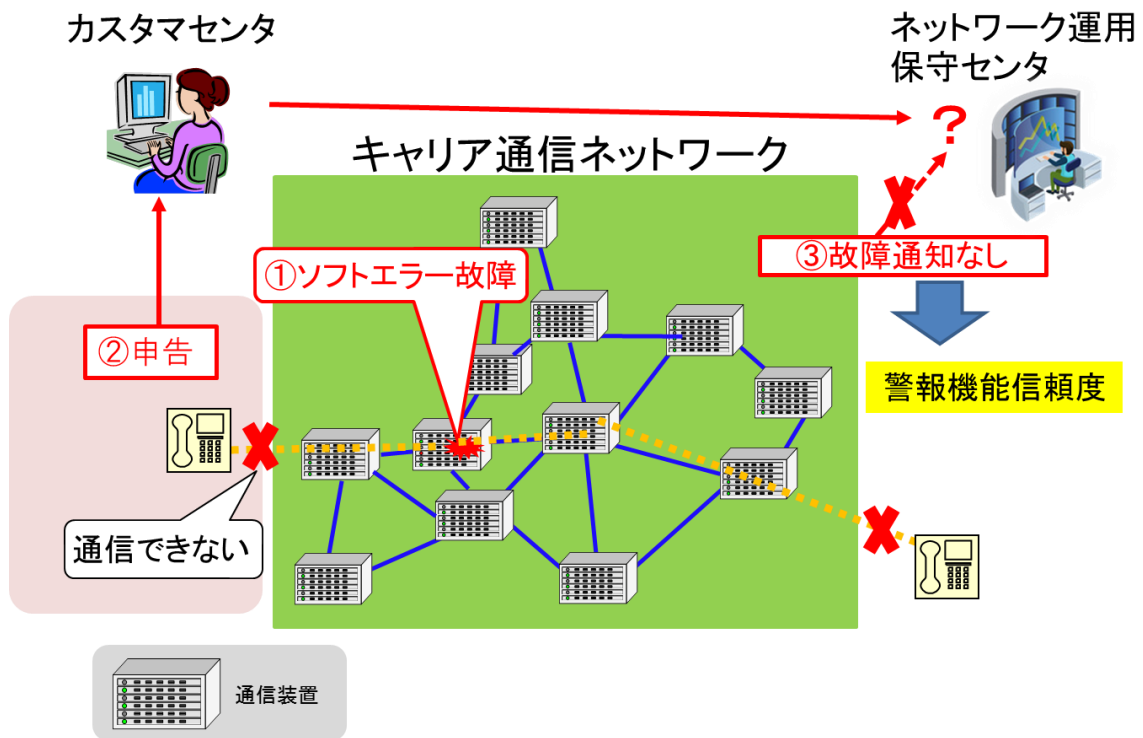 カスタマセンタ
ネットワーク運用
保守センタ
?
キャリア通信ネットワーク
①ソフトエラー故障
③故障通知なし
②申告
警報機能信頼度
通信できない
通信装置